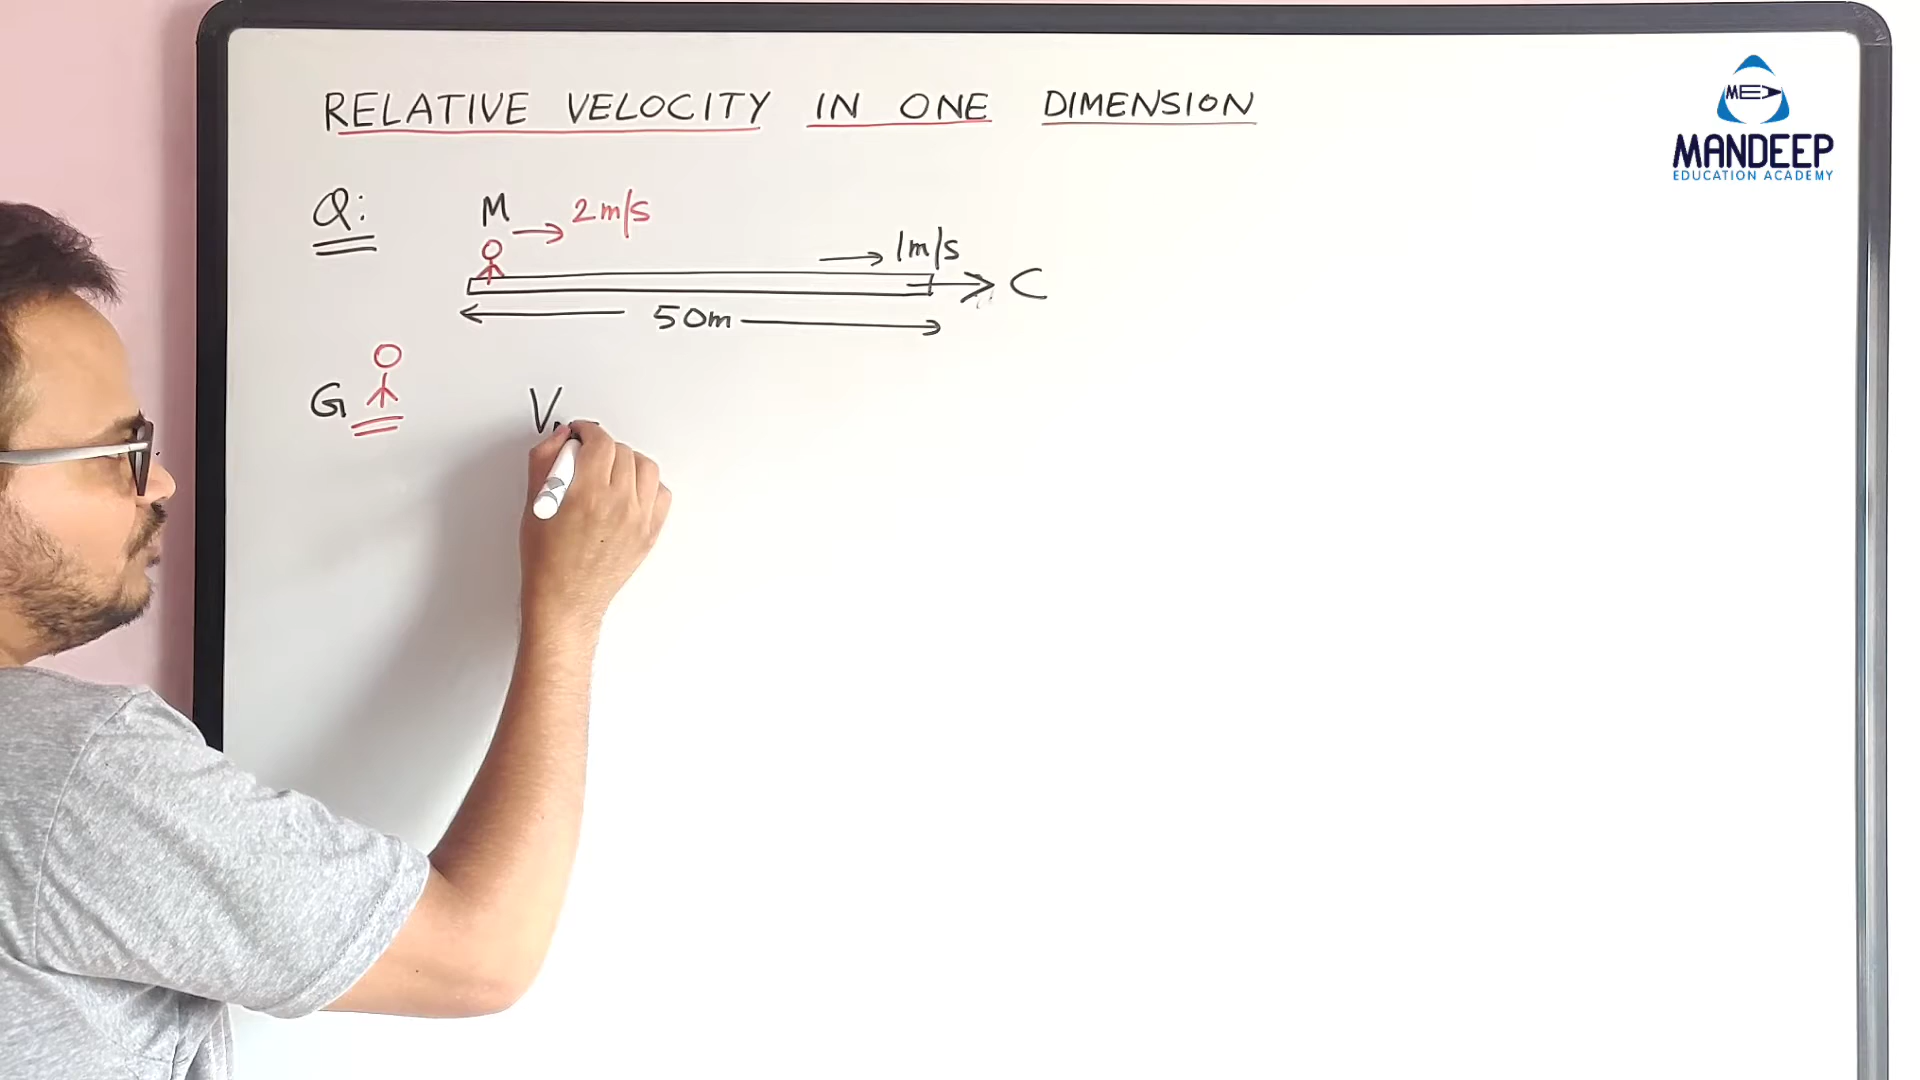 RELATIVE VELOCITY IN ONE DIMENSION
MEA
MANDEEP
EDUCATION ACADEMY
Q: M 2m/s
1m/s
C
50m
G
V